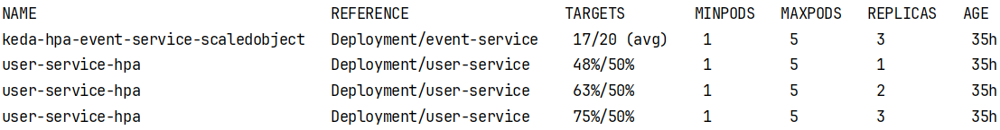 NAME REFERENCE TARGETS MINPODS MAXPODS REPLICAS AGE
keda-hpa-event-service-scaledobject Deployment/event-service 17/20 (avg) 1 5 3 35h
user-service-hpa Deployment/user-service 48%/50% 1 5 1 35h
user-service-hpa Deployment/user-service 63%/50% 1 5 2 35h
user-service-hpa Deployment/user-service 75%/50% 1 5 3 35h